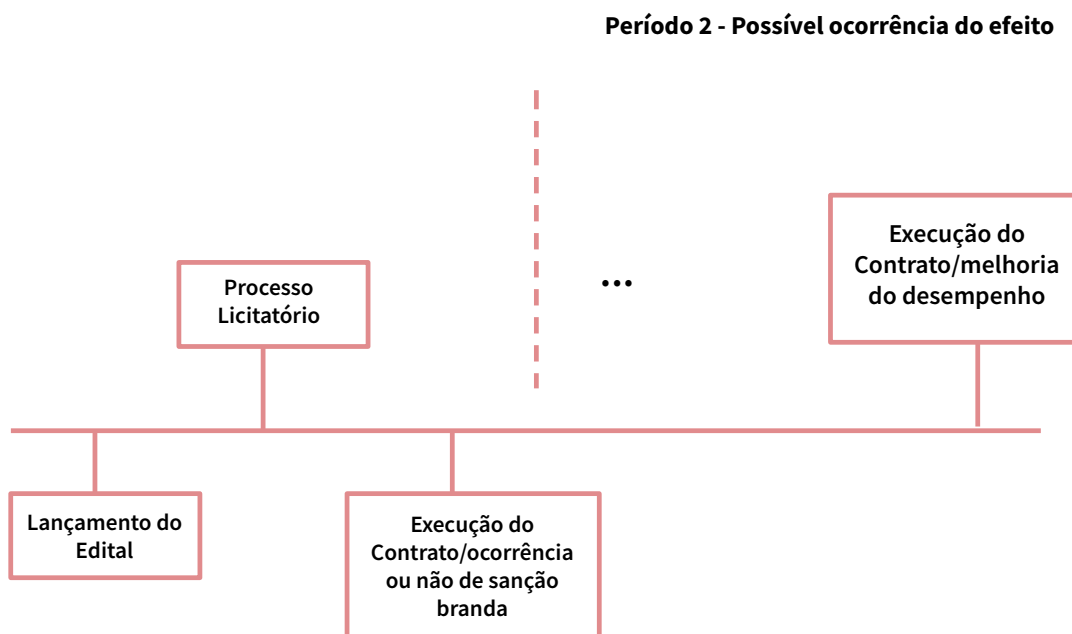 Período 2 - Possível ocorrência do efeito
Execução do
Contrato/melhoria
do desempenho
...
Processo
Licitatório
Lançamento do
Edital
Execução do
Contrato/ocorrência
ou não de sanção
branda